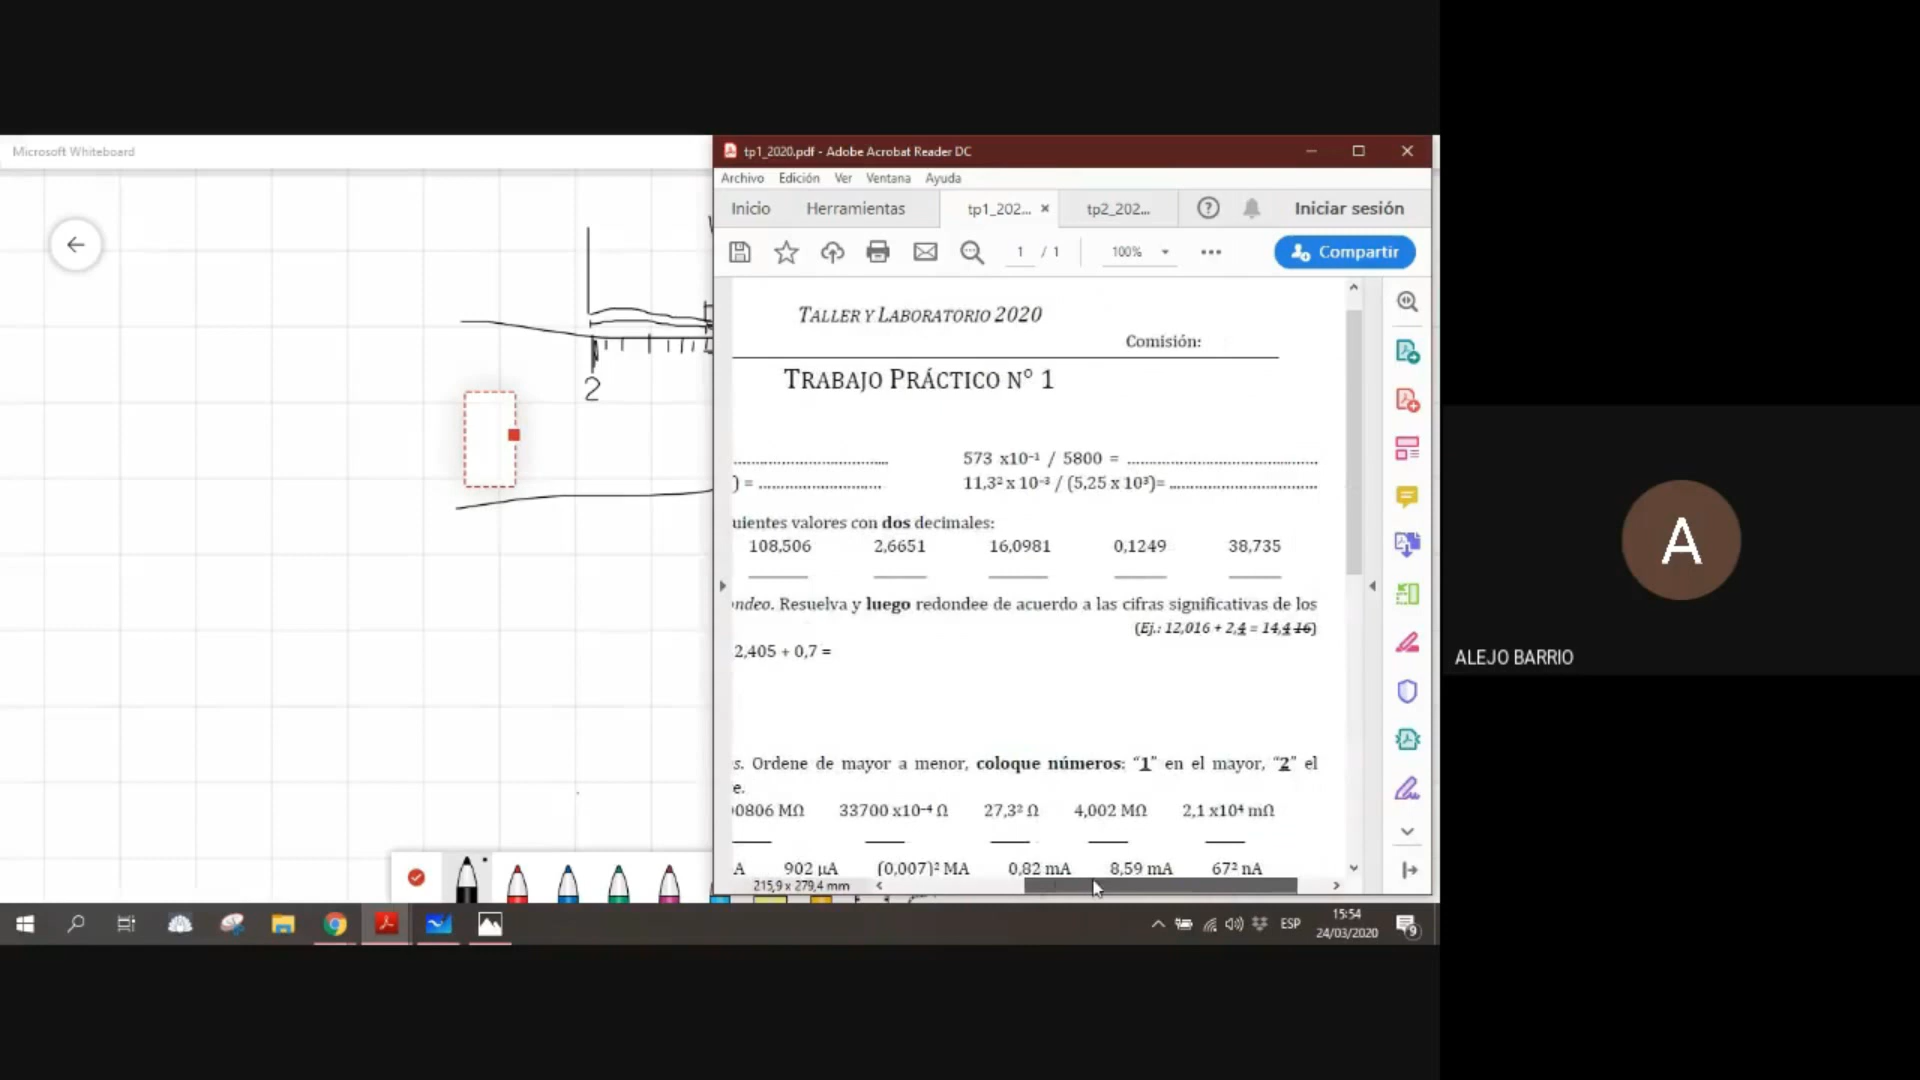 Microsoft Whiteboard
tp1_2020.pdf - Adobe Acrobat Reader DC
Archivo Edición Ver Ventana Ayuda
Inicio Herramientas tp1_202... × tp2_202... Iniciar sesión
1 / 1 100% Compartir
TALLER Y LABORATORIO 2020
Comisión:
TRABAJO PRÁCTICO N° 1
573 x10⁻¹ / 5800 =
) = 11,3² x 10⁻³ / (5,25 x 10³)=
uientes valores con dos decimales:
108,506 2,6651 16,0981 0,1249 38,735
ndeo. Resuelva y luego redondee de acuerdo a las cifras significativas de los
(Ej.: 12,016 + 2,4 = 14,4 16)
2,405 + 0,7 =
s. Ordene de mayor a menor, coloque números: “1” en el mayor, “2” el
e.
00806 MΩ 33700 x10⁻⁴ Ω 27,3² Ω 4,002 MΩ 2,1 x10⁴ mΩ
A 902 µA (0,007)² MA 0,82 mA 8,59 mA 67² nA
215,9 x 279,4 mm
2
A
ALEJO BARRIO
ESP
15:54
24/03/2020
9